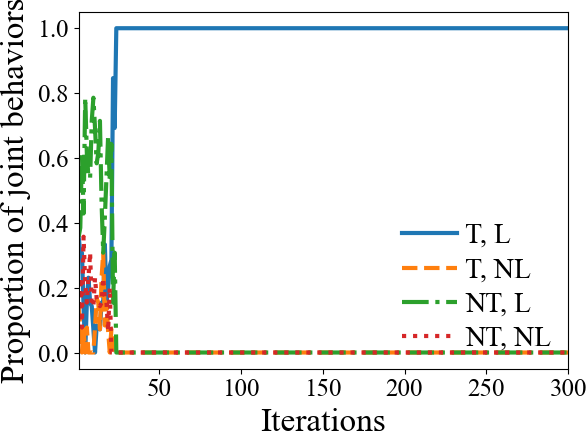 Proportion of joint behaviors
1.0
0.8
0.6
0.4
0.2
0.0
T, L
T, NL
NT, L
NT, NL
50 100 150 200 250 300
Iterations